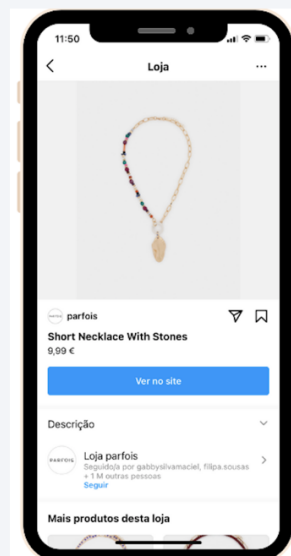 11:50
Loja
parfois
Short Necklace With Stones
9,99 €
Ver no site
Descrição
PARFOIS
Loja parfois
Seguido/a por gabbysilvamaciel, filipa.sousas
+ 1 M outras pessoas
Seguir
Mais produtos desta loja